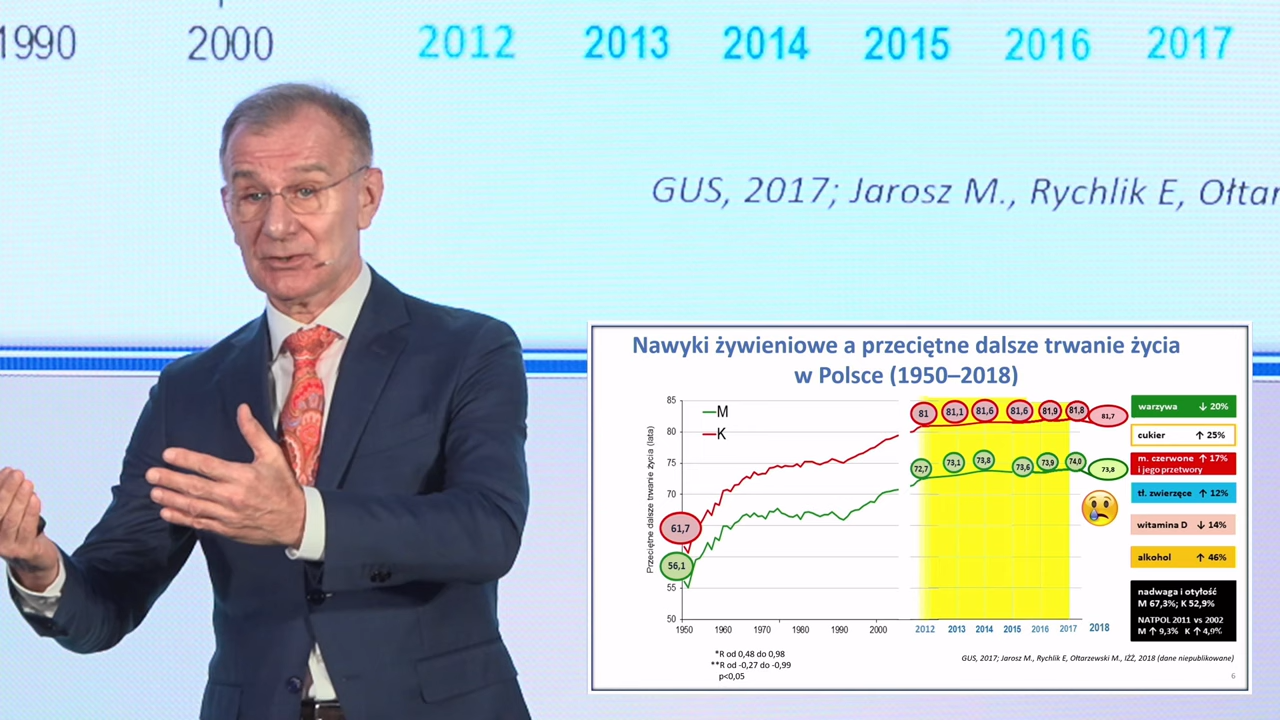 1990 2000 2012 2013 2014 2015 2016 2017
GUS, 2017; Jarosz M., Rychlik E,
Nawyki żywieniowe a przeciętne dalsze trwanie życia
w Polsce (1950–2018)
Przeciętne dalsze trwanie życia (lata)
85
80
75
70
55
50
M
K
61,7
56,1
81 81,1 81,6 81,6 81,9 81,8 81,7
72,7 73,1 73,8 73,6 73,9 74,0 73,8
1950 1960 1970 1980 1990 2000 2012 2013 2014 2015 2016 2017 2018
warzywa ↓ 20%
cukier ↑ 25%
m. czerwone ↑ 17%
i jego przetwory
tł. zwierzęce ↑ 12%
witamina D ↓ 14%
alkohol ↑ 46%
nadwaga i otyłość
M 67,3%; K 52,9%
NATPOL 2011 vs 2002
M ↑ 9,3% K ↑ 4,9%
*R od 0,48 do 0,98
**R od -0,27 do -0,99
p<0,05
GUS, 2017; Jarosz M., Rychlik E, Ołtarzewski M., IŻŻ, 2018 (dane niepublikowane)
6